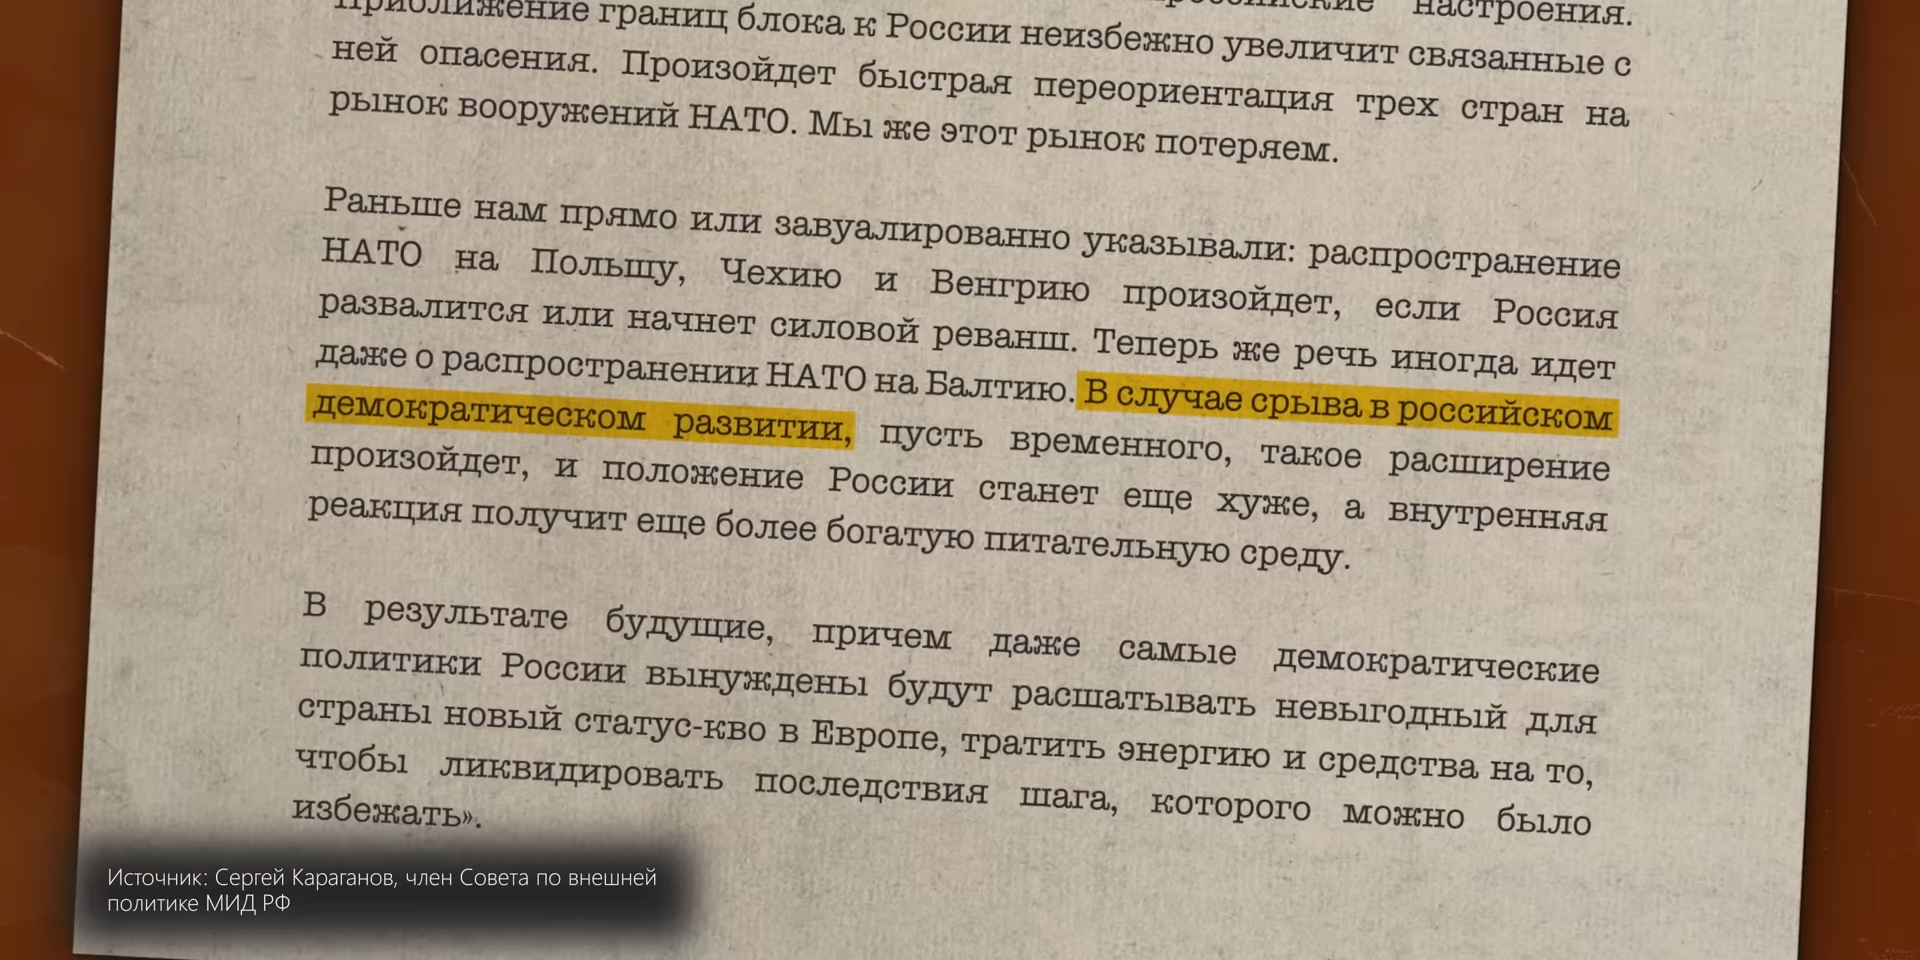 настроения.
Приближение границ блока к России неизбежно увеличит связанные с
ней опасения. Произойдет быстрая переориентация трех стран на
рынок вооружений НАТО. Мы же этот рынок потеряем.
Раньше нам прямо или завуалированно указывали: распространение
НАТО на Польшу, Чехию и Венгрию произойдет, если Россия
развалится или начнет силовой реванш. Теперь же речь иногда идет
даже о распространении НАТО на Балтию. В случае срыва в российском
демократическом развитии, пусть временного, такое расширение
произойдет, и положение России станет еще хуже, а внутренняя
реакция получит еще более богатую питательную среду.
В результате будущие, причем даже самые демократические
политики России вынуждены будут расшатывать невыгодный для
страны новый статус-кво в Европе, тратить энергию и средства на то,
чтобы ликвидировать последствия шага, которого можно было
избежать».
Источник: Сергей Караганов, член Совета по внешней
политике МИД РФ